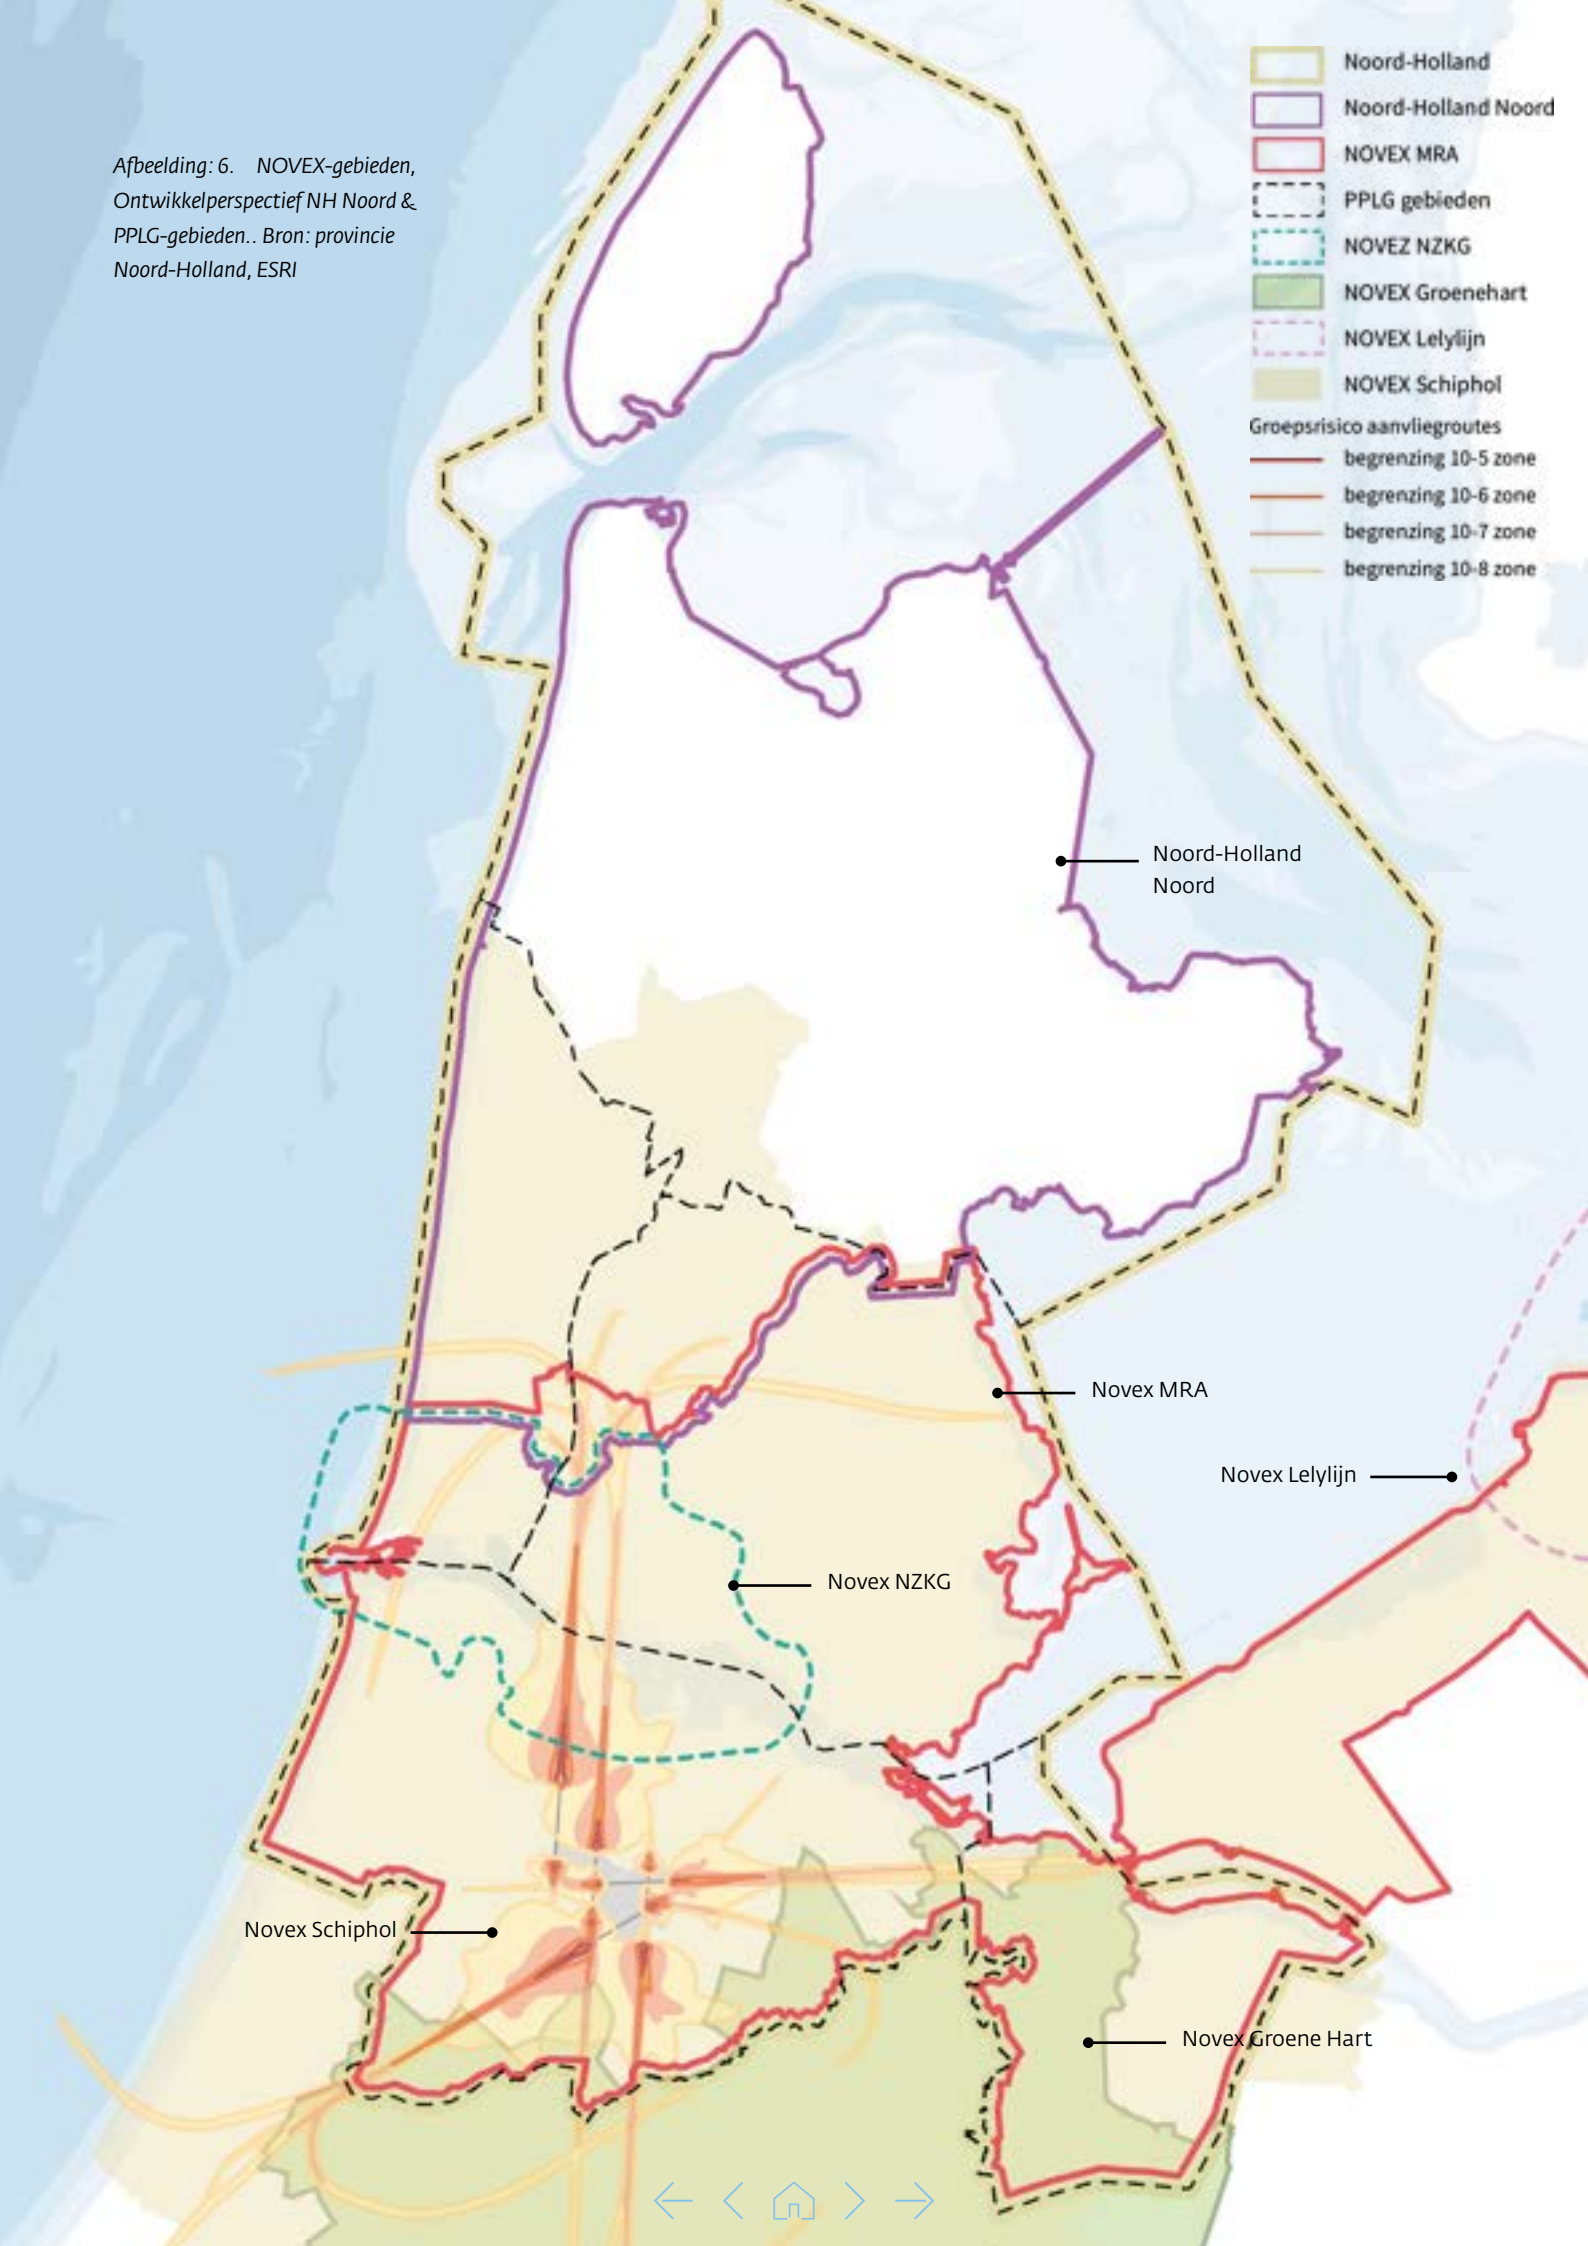 Afbeelding: 6. NOVEX-gebieden,
Ontwikkelperspectief NH Noord &
PPLG-gebieden.. Bron: provincie
Noord-Holland, ESRI
Noord-Holland
Noord-Holland Noord
NOVEX MRA
PPLG gebieden
NOVEZ NZKG
NOVEX Groenehart
NOVEX Lelylijn
NOVEX Schiphol
Groepsrisico aanvliegroutes
begrenzing 10-5 zone
begrenzing 10-6 zone
begrenzing 10-7 zone
begrenzing 10-8 zone
Noord-Holland
Noord
Novex MRA
Novex Lelylijn
Novex NZKG
Novex Schiphol
Novex Groene Hart